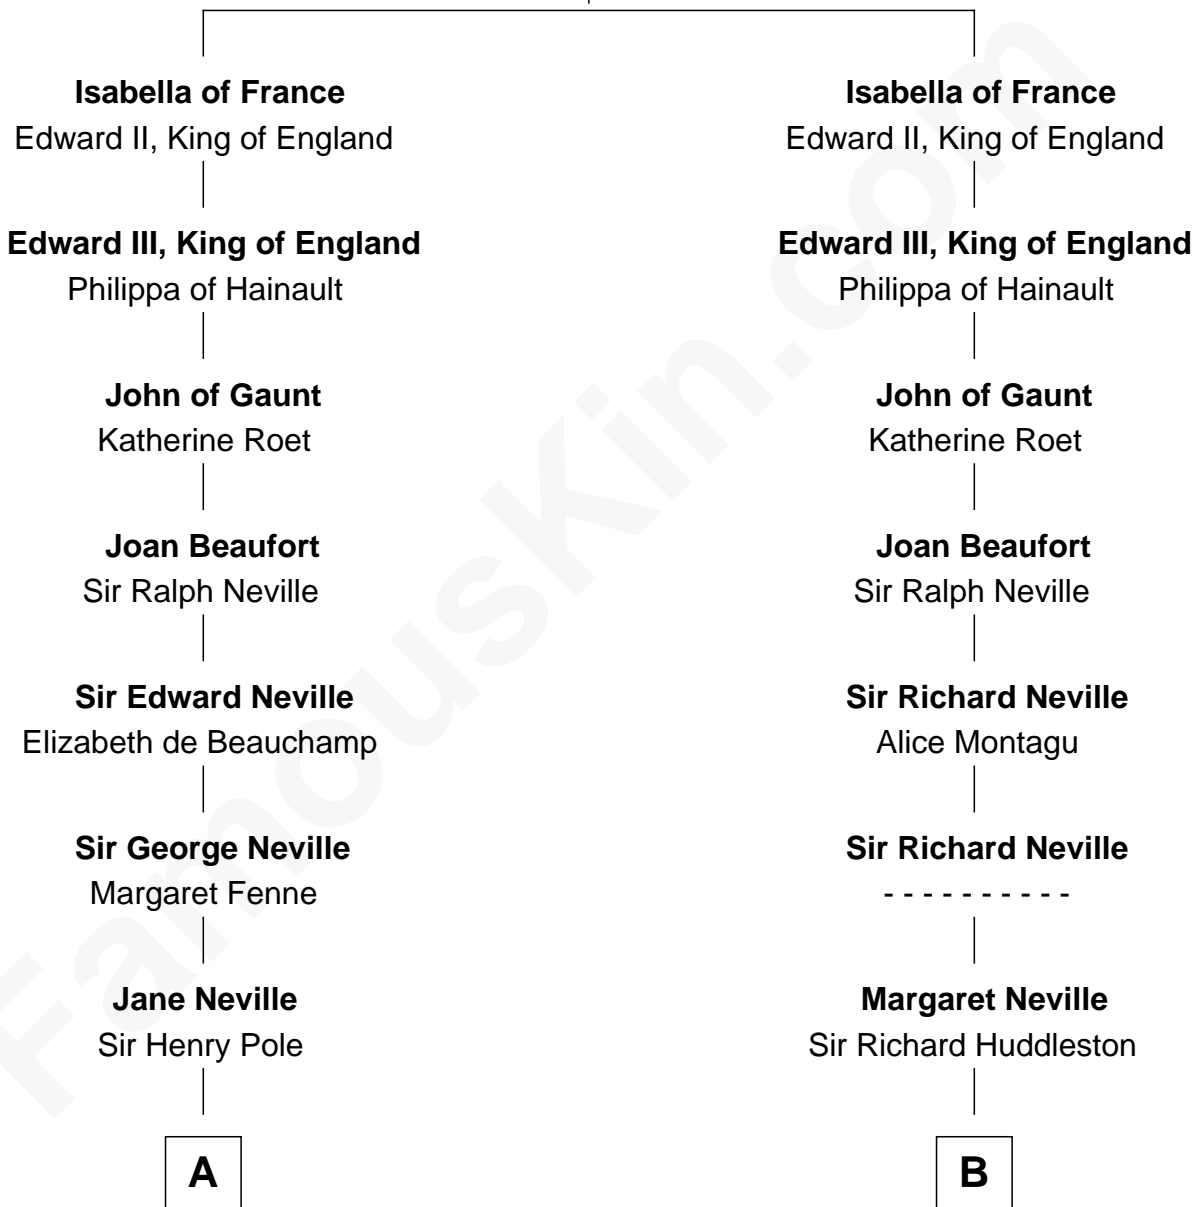 Isabella of France
Edward II, King of England
Edward III, King of England
Philippa of Hainault
John of Gaunt
Katherine Roet
Joan Beaufort
Sir Ralph Neville
Sir Edward Neville
Elizabeth de Beauchamp
Sir George Neville
Margaret Fenne
Jane Neville
Sir Henry Pole
A
Isabella of France
Edward II, King of England
Edward III, King of England
Philippa of Hainault
John of Gaunt
Katherine Roet
Joan Beaufort
Sir Ralph Neville
Sir Richard Neville
Alice Montagu
Sir Richard Neville
- - - - - - - - - -
Margaret Neville
Sir Richard Huddleston
B
FamousKin.com